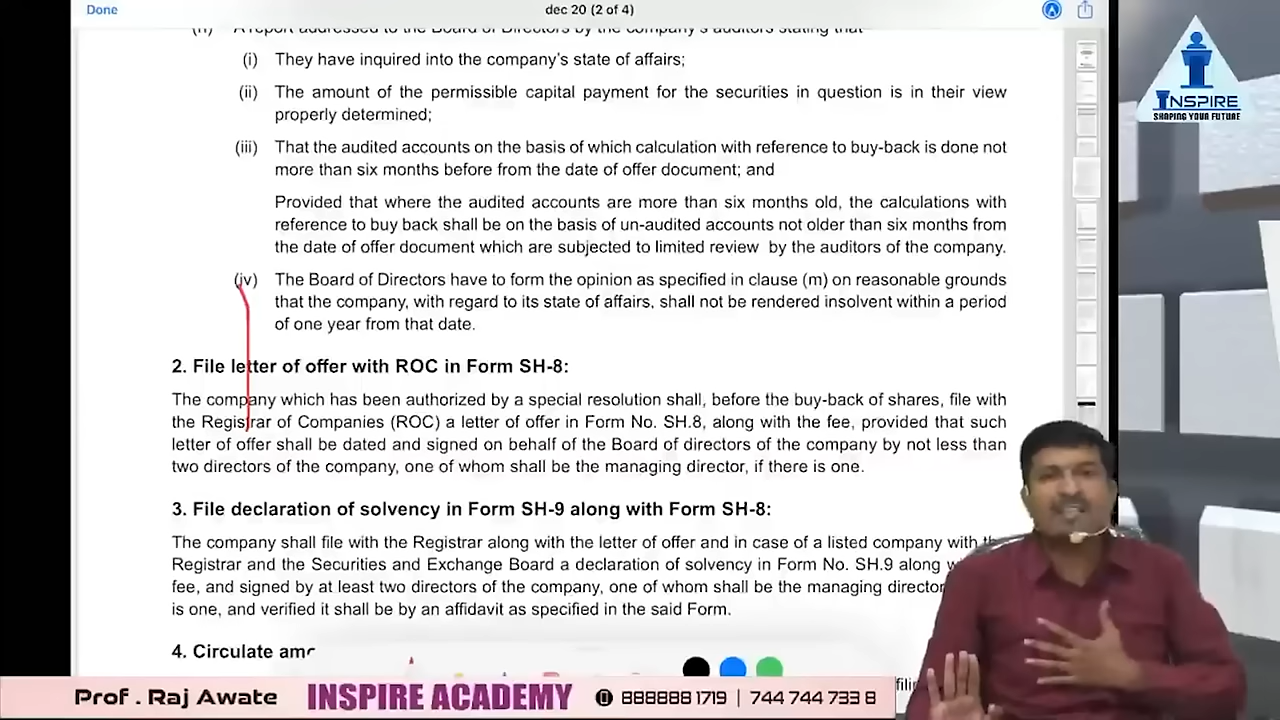 Done
dec 20 (2 of 4)
A report addressed to the Board of Directors by the company's auditors stating that
(i) They have inquired into the company's state of affairs;
(ii) The amount of the permissible capital payment for the securities in question is in their view
properly determined;
(iii) That the audited accounts on the basis of which calculation with reference to buy-back is done not
more than six months before from the date of offer document; and
Provided that where the audited accounts are more than six months old, the calculations with
reference to buy back shall be on the basis of un-audited accounts not older than six months from
the date of offer document which are subjected to limited review by the auditors of the company.
(iv) The Board of Directors have to form the opinion as specified in clause (m) on reasonable grounds
that the company, with regard to its state of affairs, shall not be rendered insolvent within a period
of one year from that date.
2. File letter of offer with ROC in Form SH-8:
The company which has been authorized by a special resolution shall, before the buy-back of shares, file with
the Registrar of Companies (ROC) a letter of offer in Form No. SH.8, along with the fee, provided that such
letter of offer shall be dated and signed on behalf of the Board of directors of the company by not less than
two directors of the company, one of whom shall be the managing director, if there is one.
3. File declaration of solvency in Form SH-9 along with Form SH-8:
The company shall file with the Registrar along with the letter of offer and in case of a listed company with
Registrar and the Securities and Exchange Board a declaration of solvency in Form No. SH.9 along
fee, and signed by at least two directors of the company, one of whom shall be the managing director
is one, and verified it shall be by an affidavit as specified in the said Form.
4. Circulate
INSPIRE
SHAPING YOUR FUTURE
Prof . Raj Awate INSPIRE ACADEMY 888888 1719 | 744 744 733 8